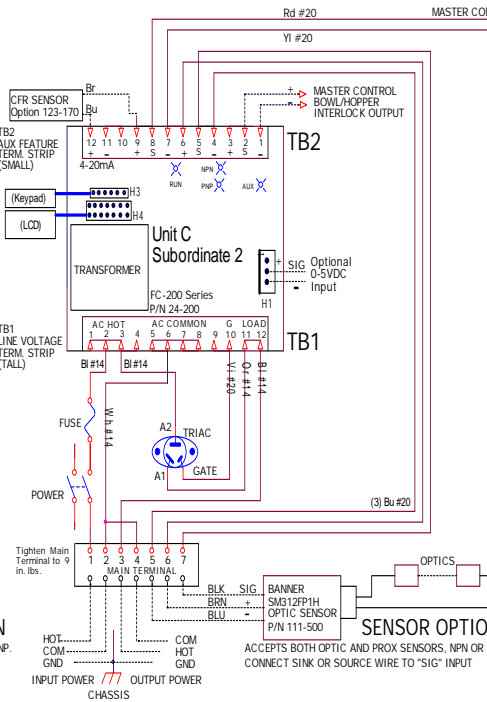 Rd #20
MASTER CO
Yl #20
Br
CFR SENSOR
Option 123-170
Bu
+ MASTER CONTROL
- BOWL/HOPPER
INTERLOCK OUTPUT
TB2
AUX FEATURE
TERM. STRIP
(SMALL)
12 11 10 9 8 7 6 5 4 3 2 1
+ - + S - + S - + S -
4-20mA
TB2
RUN
NPN
PNP
AUX
(Keypad)
H3
(LCD)
H4
Unit C
Subordinate 2
TRANSFORMER
+
SIG
-
Optional
0-5VDC
Input
H1
FC-200 Series
P/N 24-200
TB1
LINE VOLTAGE
TERM. STRIP
(TALL)
AC HOT AC COMMON G LOAD
1 2 3 4 5 6 7 8 9 10 11 12
TB1
Bl #14
Bl #14
Wh #14
Vi #20
Or #14
Bl #14
FUSE
A2
TRIAC
A1
GATE
POWER
(3) Bu #20
Tighten Main
Terminal to 9
in. lbs.
1 2 3 4 5 6 7
MAIN TERMINAL
OPTICS
BLK SIG
BRN +
BLU -
BANNER
SM312FP1H
OPTIC SENSOR
P/N 111-500
N
NP.
SENSOR OPTIO
HOT
COM
GND
COM
HOT
GND
ACCEPTS BOTH OPTIC AND PROX SENSORS, NPN OR
CONNECT SINK OR SOURCE WIRE TO "SIG" INPUT
INPUT POWER
OUTPUT POWER
CHASSIS